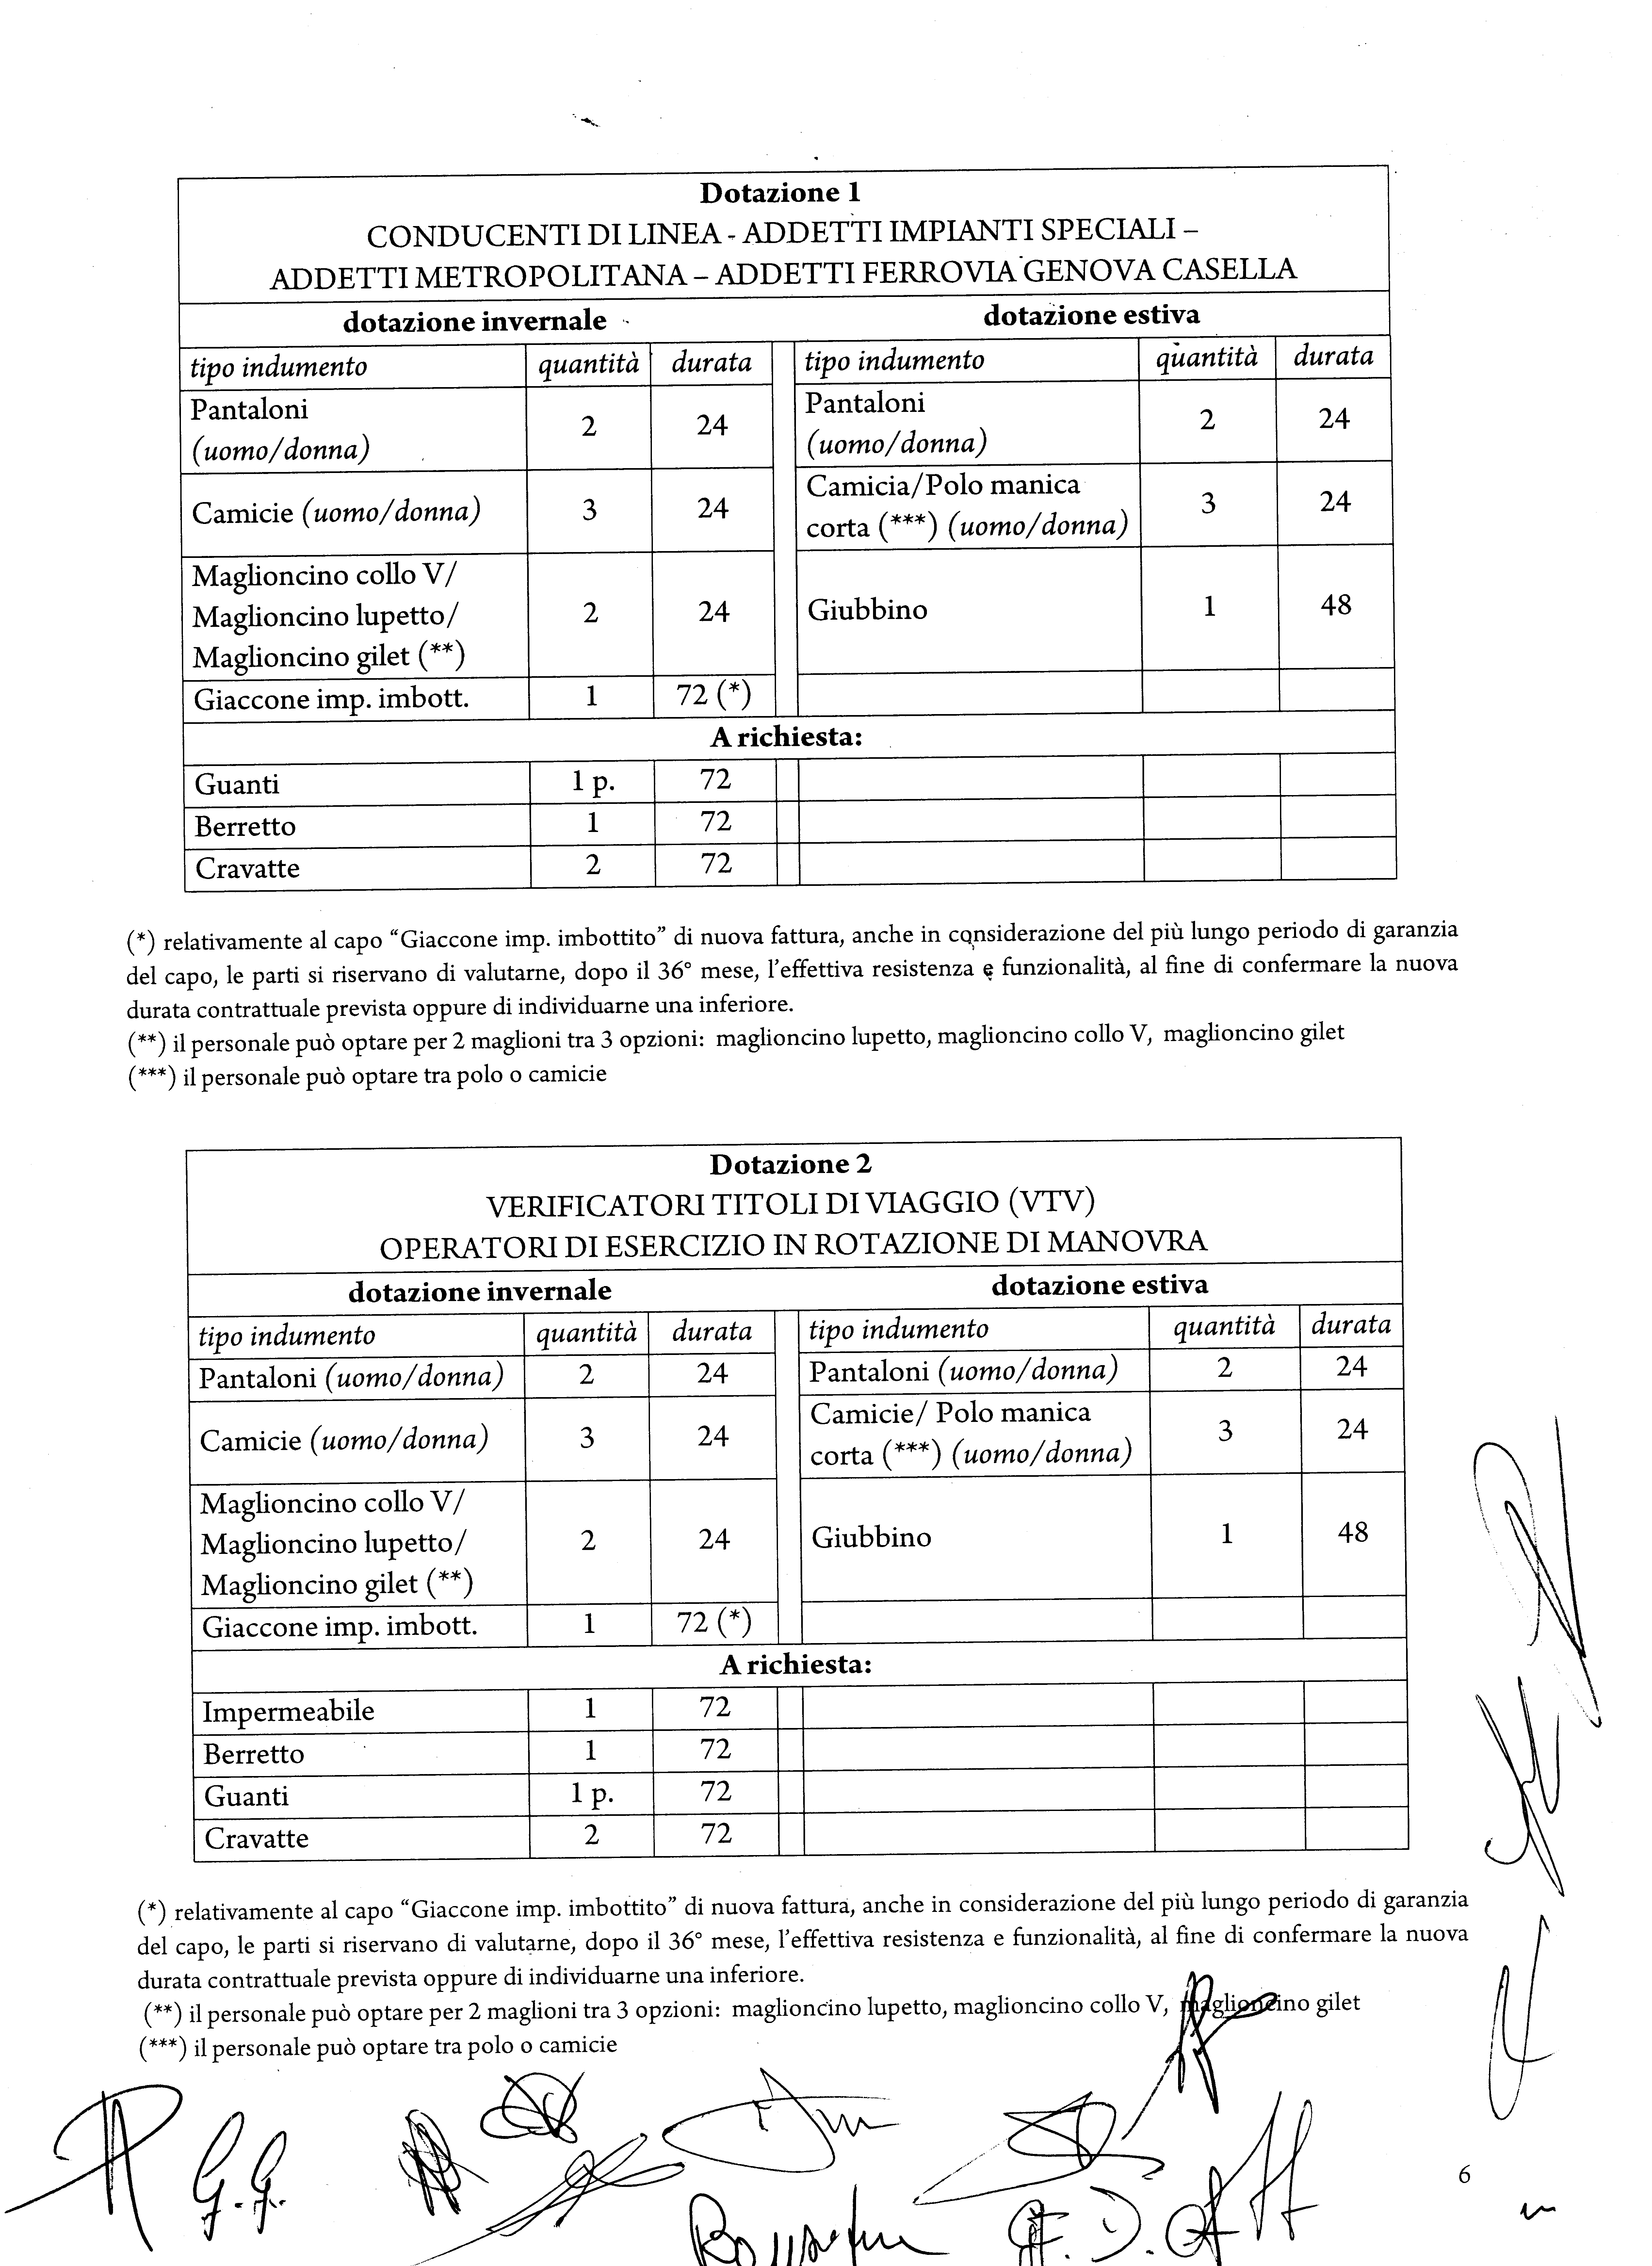 Dotazione 1
CONDUCENTI DI LINEA - ADDETTI IMPIANTI SPECIALI –
ADDETTI METROPOLITANA – ADDETTI FERROVIA GENOVA CASELLA
dotazione invernale dotazione estiva
tipo indumento quantità durata tipo indumento quantità durata
Pantaloni
(uomo/donna) 2 24 Pantaloni
(uomo/donna) 2 24
Camicie (uomo/donna) 3 24 Camicia/Polo manica
corta (***) (uomo/donna) 3 24
Maglioncino collo V/
Maglioncino lupetto/
Maglioncino gilet (**) 2 24 Giubbino 1 48
Giaccone imp. imbott. 1 72 (*)
A richiesta:
Guanti 1 p. 72
Berretto 1 72
Cravatte 2 72
(*) relativamente al capo “Giaccone imp. imbottito” di nuova fattura, anche in considerazione del più lungo periodo di garanzia
del capo, le parti si riservano di valutarne, dopo il 36° mese, l’effettiva resistenza e funzionalità, al fine di confermare la nuova
durata contrattuale prevista oppure di individuarne una inferiore.
(**) il personale può optare per 2 maglioni tra 3 opzioni: maglioncino lupetto, maglioncino collo V, maglioncino gilet
(***) il personale può optare tra polo o camicie
Dotazione 2
VERIFICATORI TITOLI DI VIAGGIO (VTV)
OPERATORI DI ESERCIZIO IN ROTAZIONE DI MANOVRA
dotazione invernale dotazione estiva
tipo indumento quantità durata tipo indumento quantità durata
Pantaloni (uomo/donna) 2 24 Pantaloni (uomo/donna) 2 24
Camicie (uomo/donna) 3 24 Camicie/ Polo manica
corta (***) (uomo/donna) 3 24
Maglioncino collo V/
Maglioncino lupetto/
Maglioncino gilet (**) 2 24 Giubbino 1 48
Giaccone imp. imbott. 1 72 (*)
A richiesta:
Impermeabile 1 72
Berretto 1 72
Guanti 1 p. 72
Cravatte 2 72
(*) relativamente al capo “Giaccone imp. imbottito” di nuova fattura, anche in considerazione del più lungo periodo di garanzia
del capo, le parti si riservano di valutarne, dopo il 36° mese, l’effettiva resistenza e funzionalità, al fine di confermare la nuova
durata contrattuale prevista oppure di individuarne una inferiore.
(**) il personale può optare per 2 maglioni tra 3 opzioni: maglioncino lupetto, maglioncino collo V, maglioncino gilet
(***) il personale può optare tra polo o camicie
G.G.
6